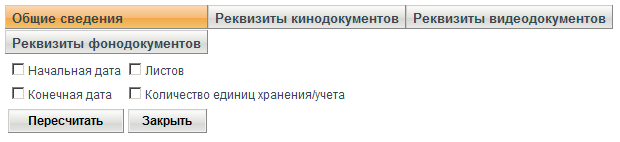 Общие сведения Реквизиты кинодокументов Реквизиты видеодокументов
Реквизиты фонодокументов
Начальная дата Листов
Конечная дата Количество единиц хранения/учета
Пересчитать Закрыть